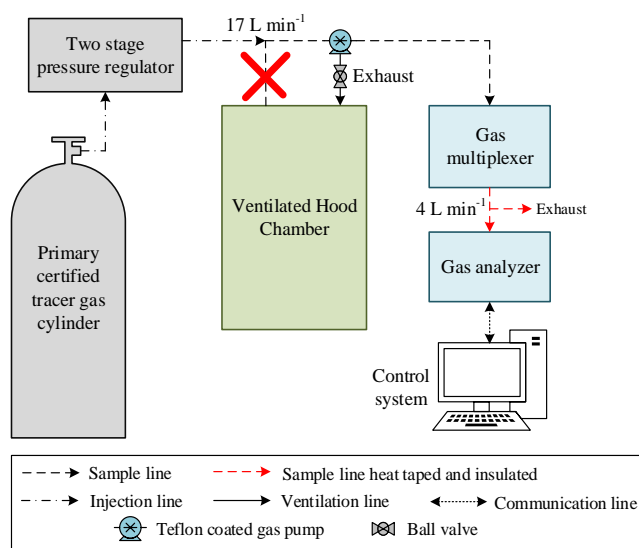 17 L min⁻¹
Two stage
pressure regulator
Exhaust
Gas
multiplexer
Ventilated Hood
Chamber
4 L min⁻¹
Exhaust
Primary
certified
tracer gas
cylinder
Gas analyzer
Control
system
Sample line
Sample line heat taped and insulated
Injection line
Ventilation line
Communication line
Teflon coated gas pump
Ball valve